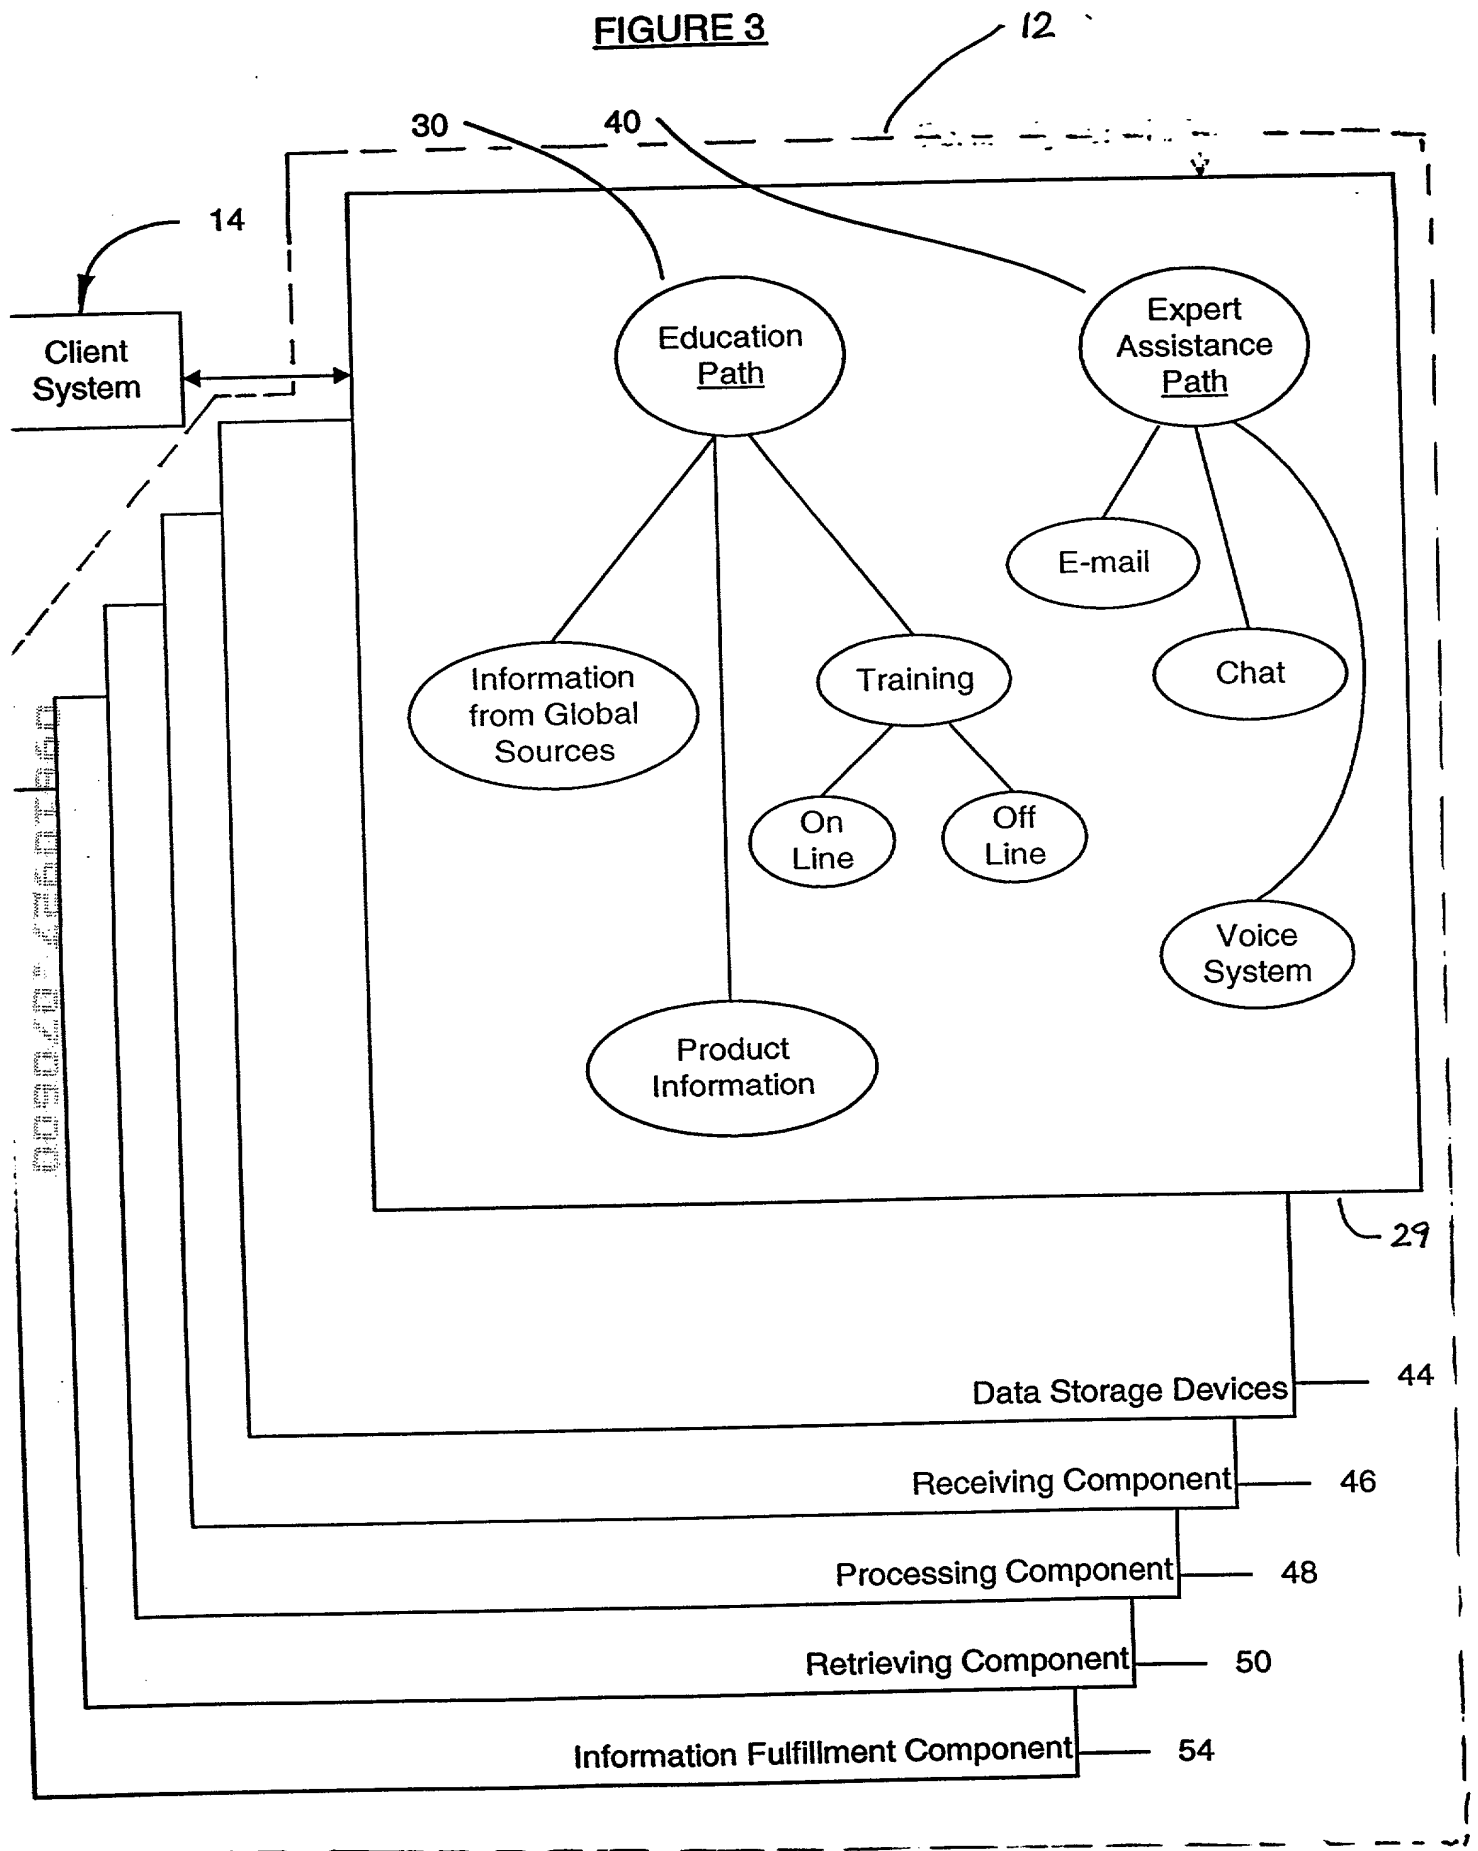 FIGURE 3
12
30
40
14
Client
System
Education
Path
Expert
Assistance
Path
E-mail
Chat
Information
from Global
Sources
Training
On
Line
Off
Line
Voice
System
Product
Information
29
Data Storage Devices
44
Receiving Component
46
Processing Component
48
Retrieving Component
50
Information Fulfillment Component
54